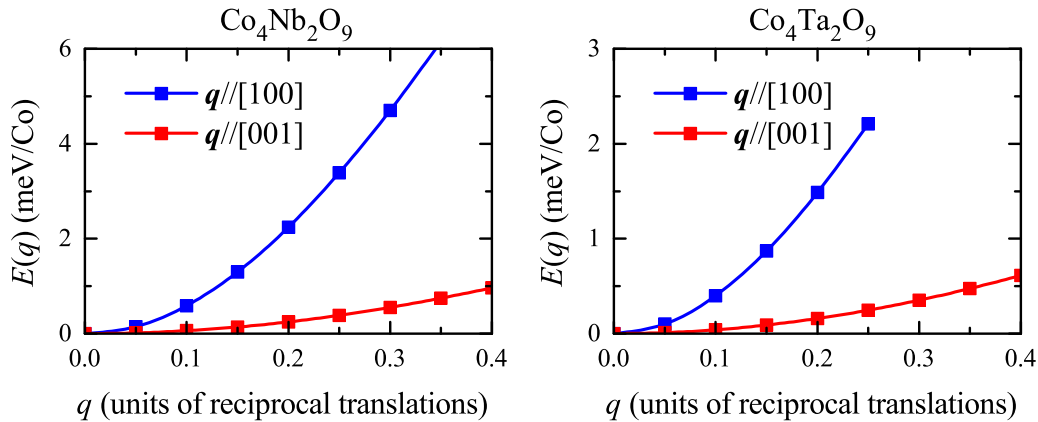 Co₄Nb₂O₉
6
4
2
0
E(q) (meV/Co)
q//[100]
q//[001]
0.0 0.1 0.2 0.3 0.4
q (units of reciprocal translations)
Co₄Ta₂O₉
3
2
1
0
E(q) (meV/Co)
q//[100]
q//[001]
0.0 0.1 0.2 0.3 0.4
q (units of reciprocal translations)